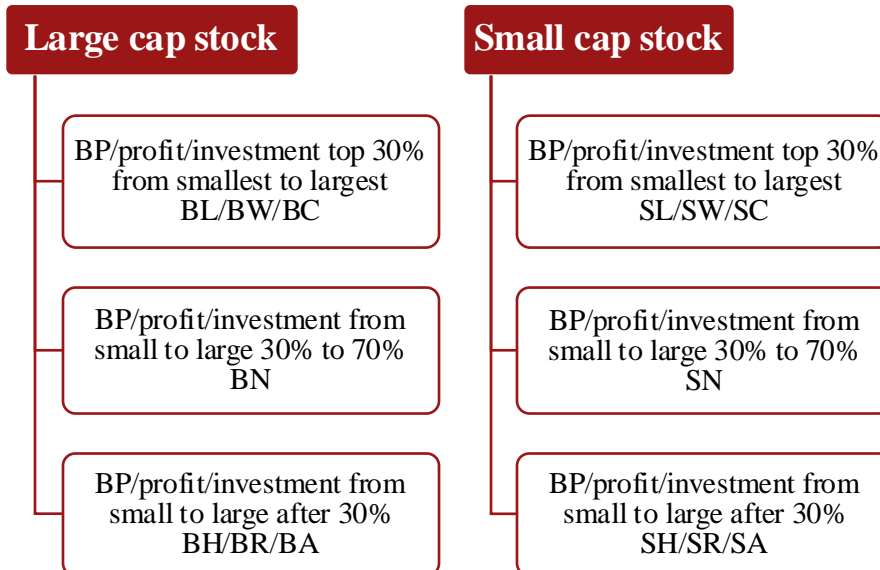 Large cap stock
BP/profit/investment top 30%
from smallest to largest
BL/BW/BC
BP/profit/investment from
small to large 30% to 70%
BN
BP/profit/investment from
small to large after 30%
BH/BR/BA
Small cap stock
BP/profit/investment top 30%
from smallest to largest
SL/SW/SC
BP/profit/investment from
small to large 30% to 70%
SN
BP/profit/investment from
small to large after 30%
SH/SR/SA